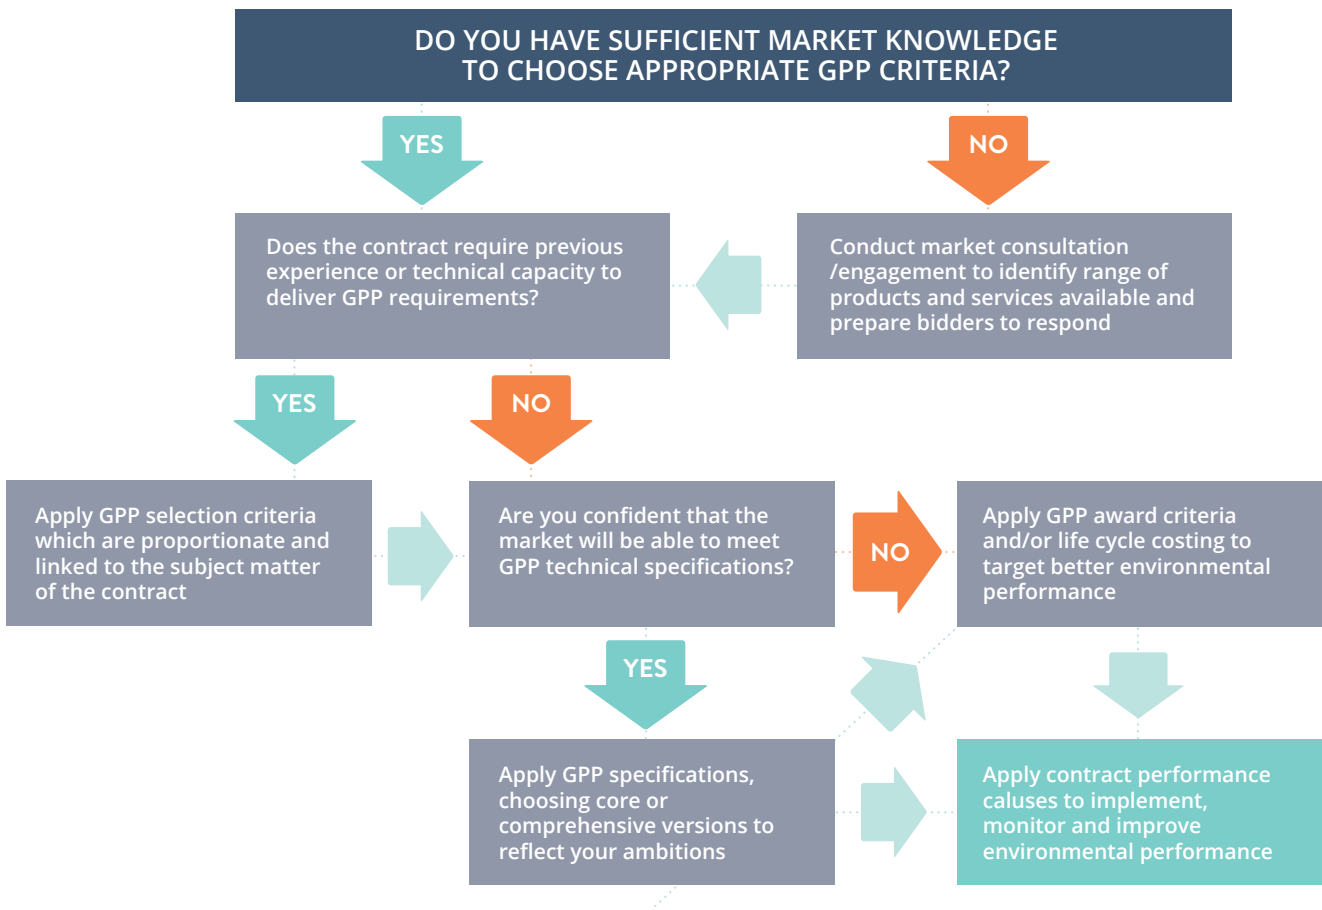 DO YOU HAVE SUFFICIENT MARKET KNOWLEDGE
TO CHOOSE APPROPRIATE GPP CRITERIA?
YES
NO
Does the contract require previous
experience or technical capacity to
deliver GPP requirements?
Conduct market consultation
/engagement to identify range of
products and services available and
prepare bidders to respond
YES
NO
Apply GPP selection criteria
which are proportionate and
linked to the subject matter
of the contract
Are you confident that the
market will be able to meet
GPP technical specifications?
NO
Apply GPP award criteria
and/or life cycle costing to
target better environmental
performance
YES
Apply GPP specifications,
choosing core or
comprehensive versions to
reflect your ambitions
Apply contract performance
caluses to implement,
monitor and improve
environmental performance